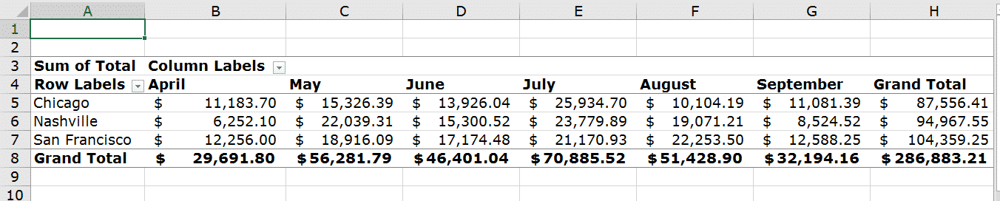 A B C D E F G H
1
2
3 Sum of Total Column Labels
4 Row Labels April May June July August September Grand Total
5 Chicago $ 11,183.70 $ 15,326.39 $ 13,926.04 $ 25,934.70 $ 10,104.19 $ 11,081.39 $ 87,556.41
6 Nashville $ 6,252.10 $ 22,039.31 $ 15,300.52 $ 23,779.89 $ 19,071.21 $ 8,524.52 $ 94,967.55
7 San Francisco $ 12,256.00 $ 18,916.09 $ 17,174.48 $ 21,170.93 $ 22,253.50 $ 12,588.25 $ 104,359.25
8 Grand Total $ 29,691.80 $56,281.79 $46,401.04 $70,885.52 $51,428.90 $32,194.16 $286,883.21
9
10